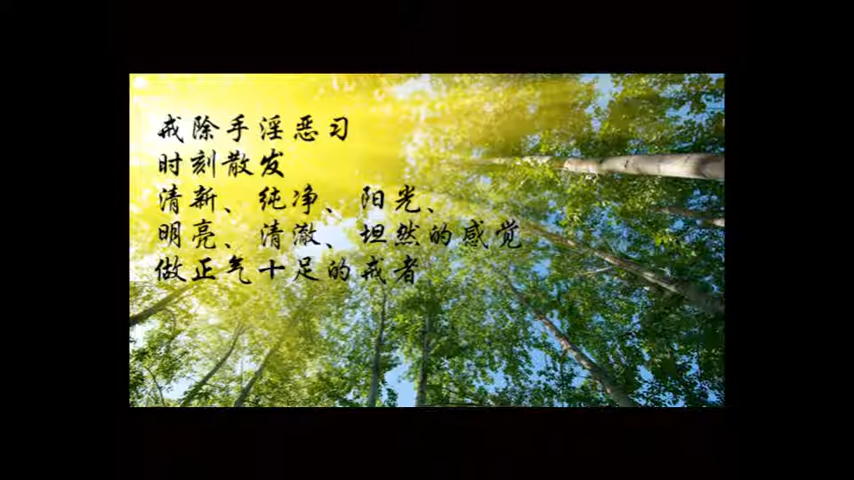 戒除手淫恶习
时刻散发
清新、纯净、阳光、
明亮、清澈、坦然的感觉
做正气十足的戒者